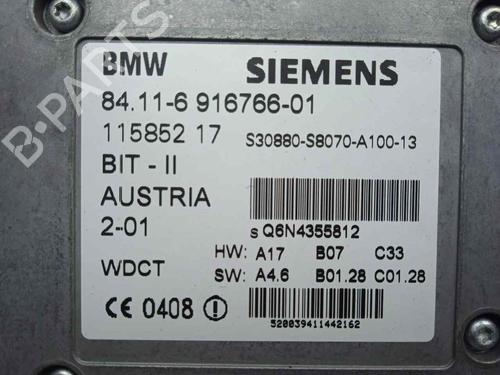 BMW SIEMENS
84.11-6 916766-01
115852 17 S30880-S8070-A100-13
BIT - II
AUSTRIA
2-01 s Q6N4355812
HW: A17 B07 C33
WDCT SW: A4.6 B01.28 C01.28
CE 0408 !
520039411442162
B-PARTS